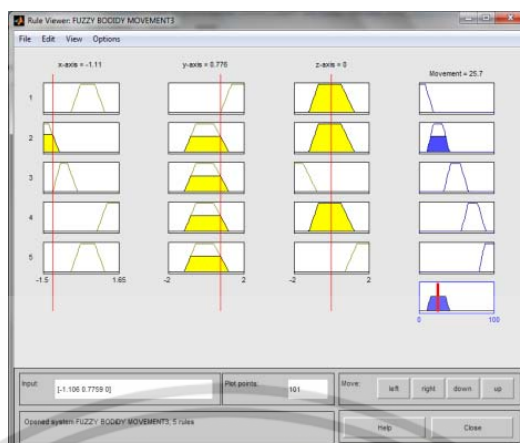 Rule Viewer: FUZZY BODIDY MOVEMENT3
File Edit View Options
x-axis = -1.11 y-axis = 0.776 z-axis = 0 Movement = 25.7
1
2
3
4
5
-1.5 1.65 -2 2 -2 2
0 100
Input: [-1.106 0.7759 0] Plot points: 101 Move: left right down up
Opened system FUZZY BODIDY MOVEMENT3, 5 rules Help Close